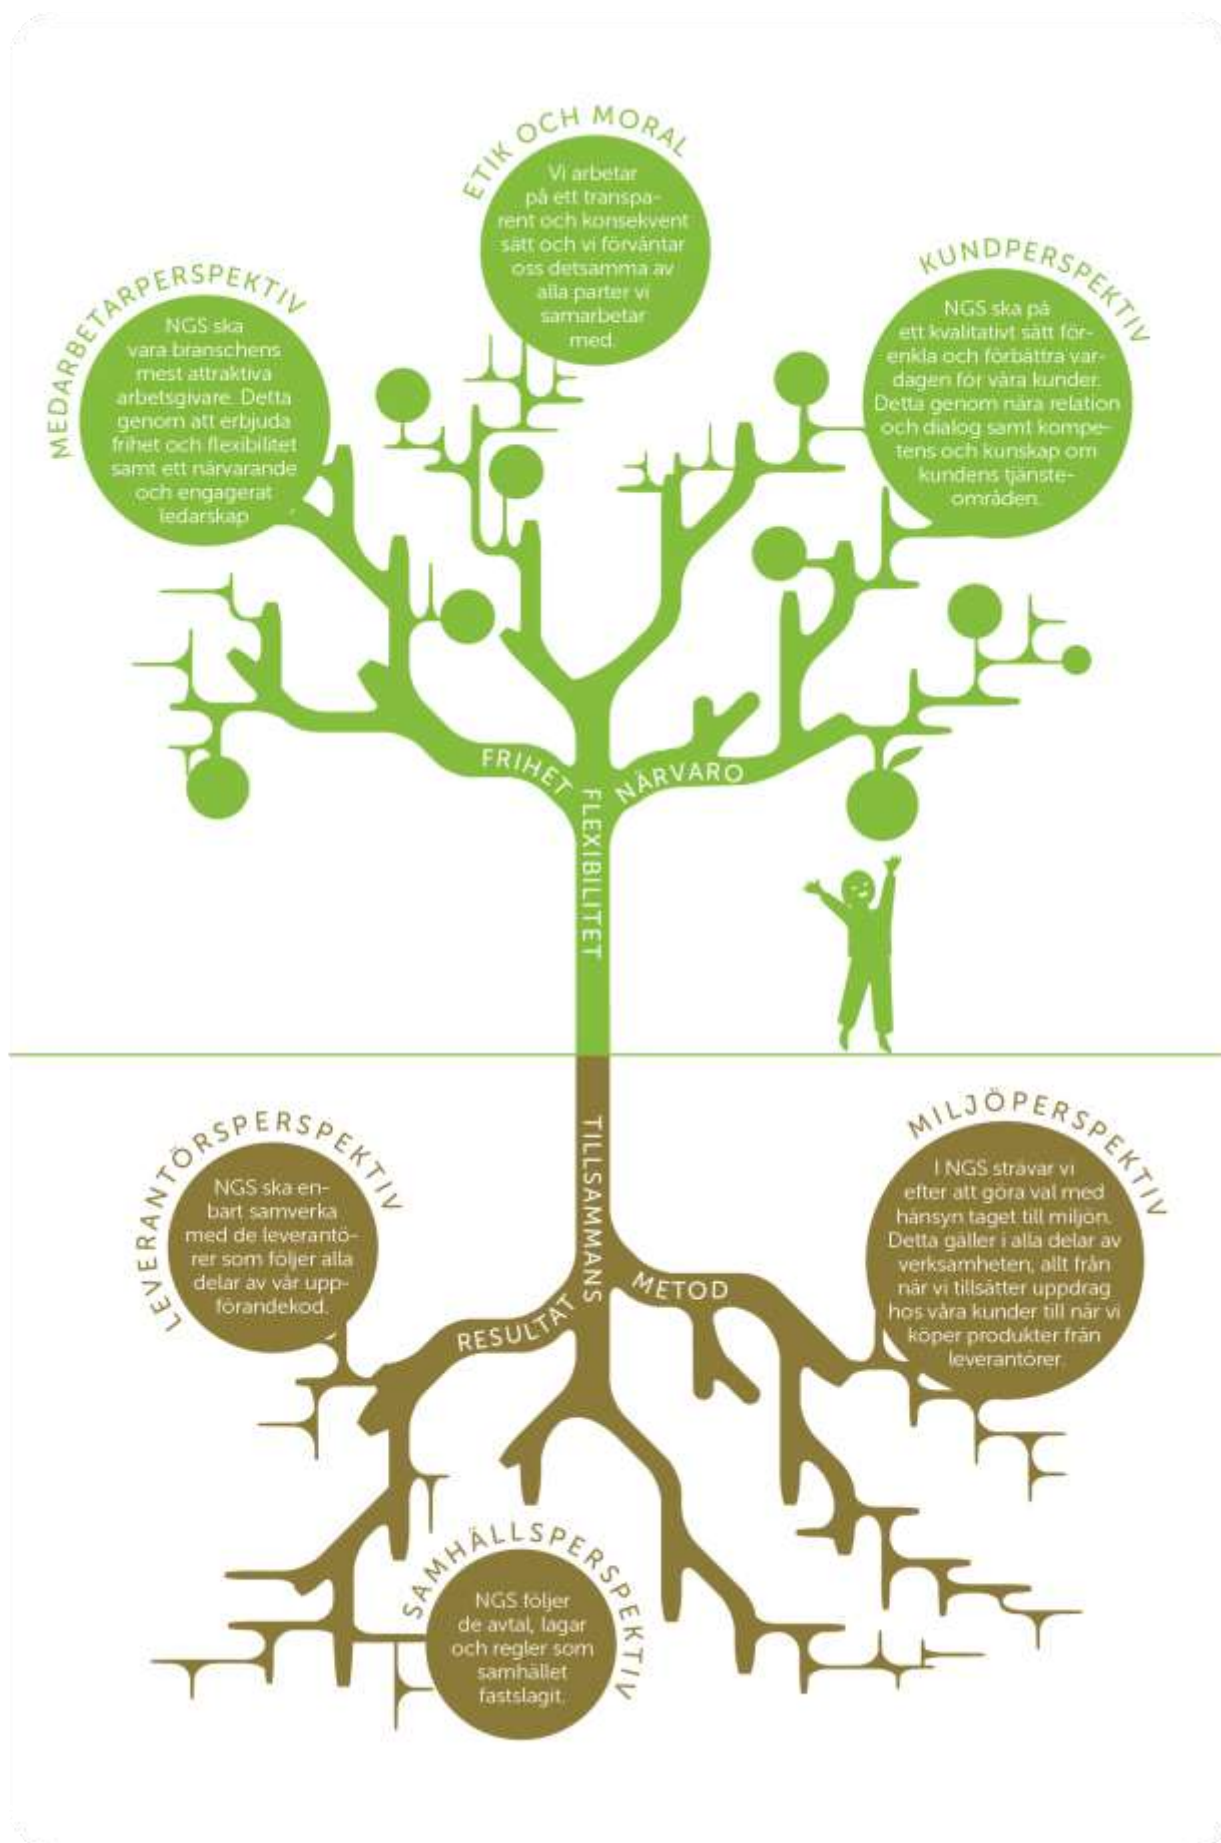 ETIK OCH MORAL
Vi arbetar
på ett transpa-
rent och konsekvent
sätt och vi förväntar
oss detsamma av
alla parter vi
samarbetar
med.
MEDARBETARPERSPEKTIV
NGS ska
vara branschens
mest attraktiva
arbetsgivare. Detta
genom att erbjuda
frihet och flexibilitet
samt ett närvarande
och engagerat
ledarskap
KUNDPERSPEKTIV
NGS ska på
ett kvalitativt sätt för-
enkla och förbättra var-
dagen för våra kunder.
Detta genom nära relation
och dialog samt kompe-
tens och kunskap om
kundens tjänste-
områden.
FRIHET
FLEXIBILITET
NÄRVARO
TILLSAMMANS
RESULTAT
METOD
LEVERANTÖRSPERSPEKTIV
NGS ska en-
bart samverka
med de leverantö-
rer som följer alla
delar av vår upp-
förandekod.
MILJÖPERSPEKTIV
I NGS strävar vi
efter att göra val med
hänsyn taget till miljön.
Detta gäller i alla delar av
verksamheten, allt från
när vi tillsätter uppdrag
hos våra kunder till när vi
köper produkter från
leverantörer.
SAMHÄLLSPERSPEKTIV
NGS följer
de avtal, lagar
och regler som
samhället
fastslagit.